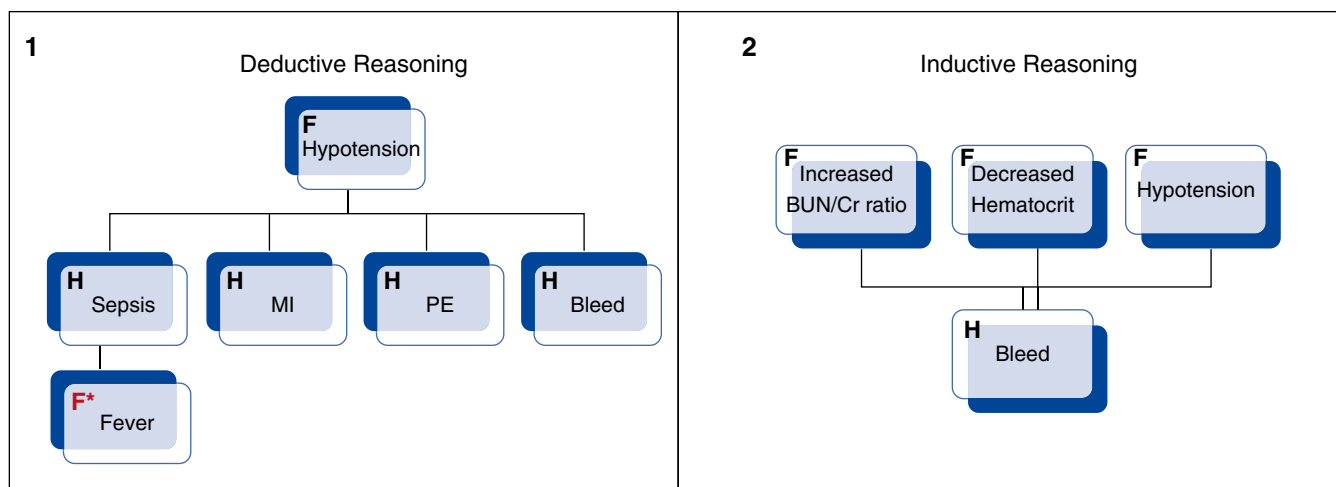 1
Deductive Reasoning
F
Hypotension
H
Sepsis
H
MI
H
PE
H
Bleed
F*
Fever
2
Inductive Reasoning
F
Increased
BUN/Cr ratio
F
Decreased
Hematocrit
F
Hypotension
H
Bleed